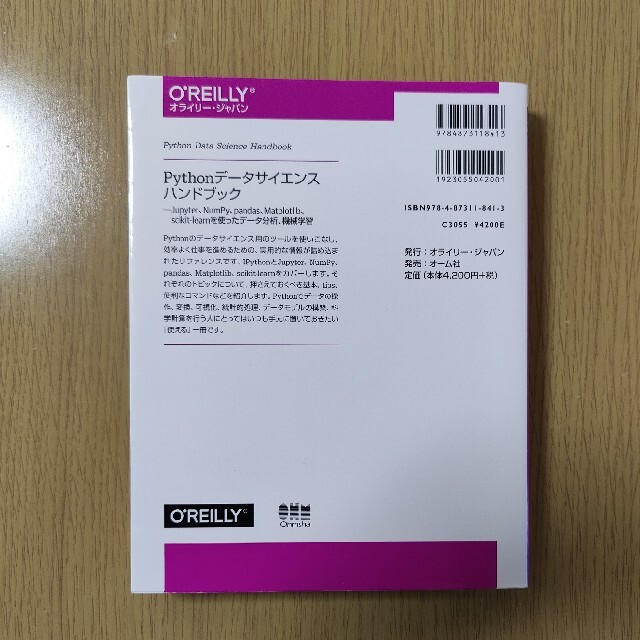 O'REILLY®
オライリー・ジャパン
Python Data Science Handbook
Pythonデータサイエンス
ハンドブック
―Jupyter、NumPy、pandas、Matplotlib、
scikit-learnを使ったデータ分析、機械学習
Pythonのデータサイエンス用のツールを使いこなし、
効率よく仕事を進めるための、実用的な情報が詰め込ま
れたリファレンスです。IPythonとJupyter、NumPy、
pandas、Matplotlib、scikit-learnをカバーします。そ
れぞれのトピックについて、押さえておくべき基本、tips、
便利なコマンドなどを紹介します。Pythonでデータの操
作、変換、可視化、統計的処理、データモデルの構築、科
学計算を行う人にとってはいつも手元に置いておきたい
「使える」一冊です。
9784873118413
1923055042001
ISBN978-4-87311-841-3
C3055 ¥4200E
発行：オライリー・ジャパン
発売：オーム社
定価（本体4,200円+税）
O'REILLY®
OHM
Ohmsha